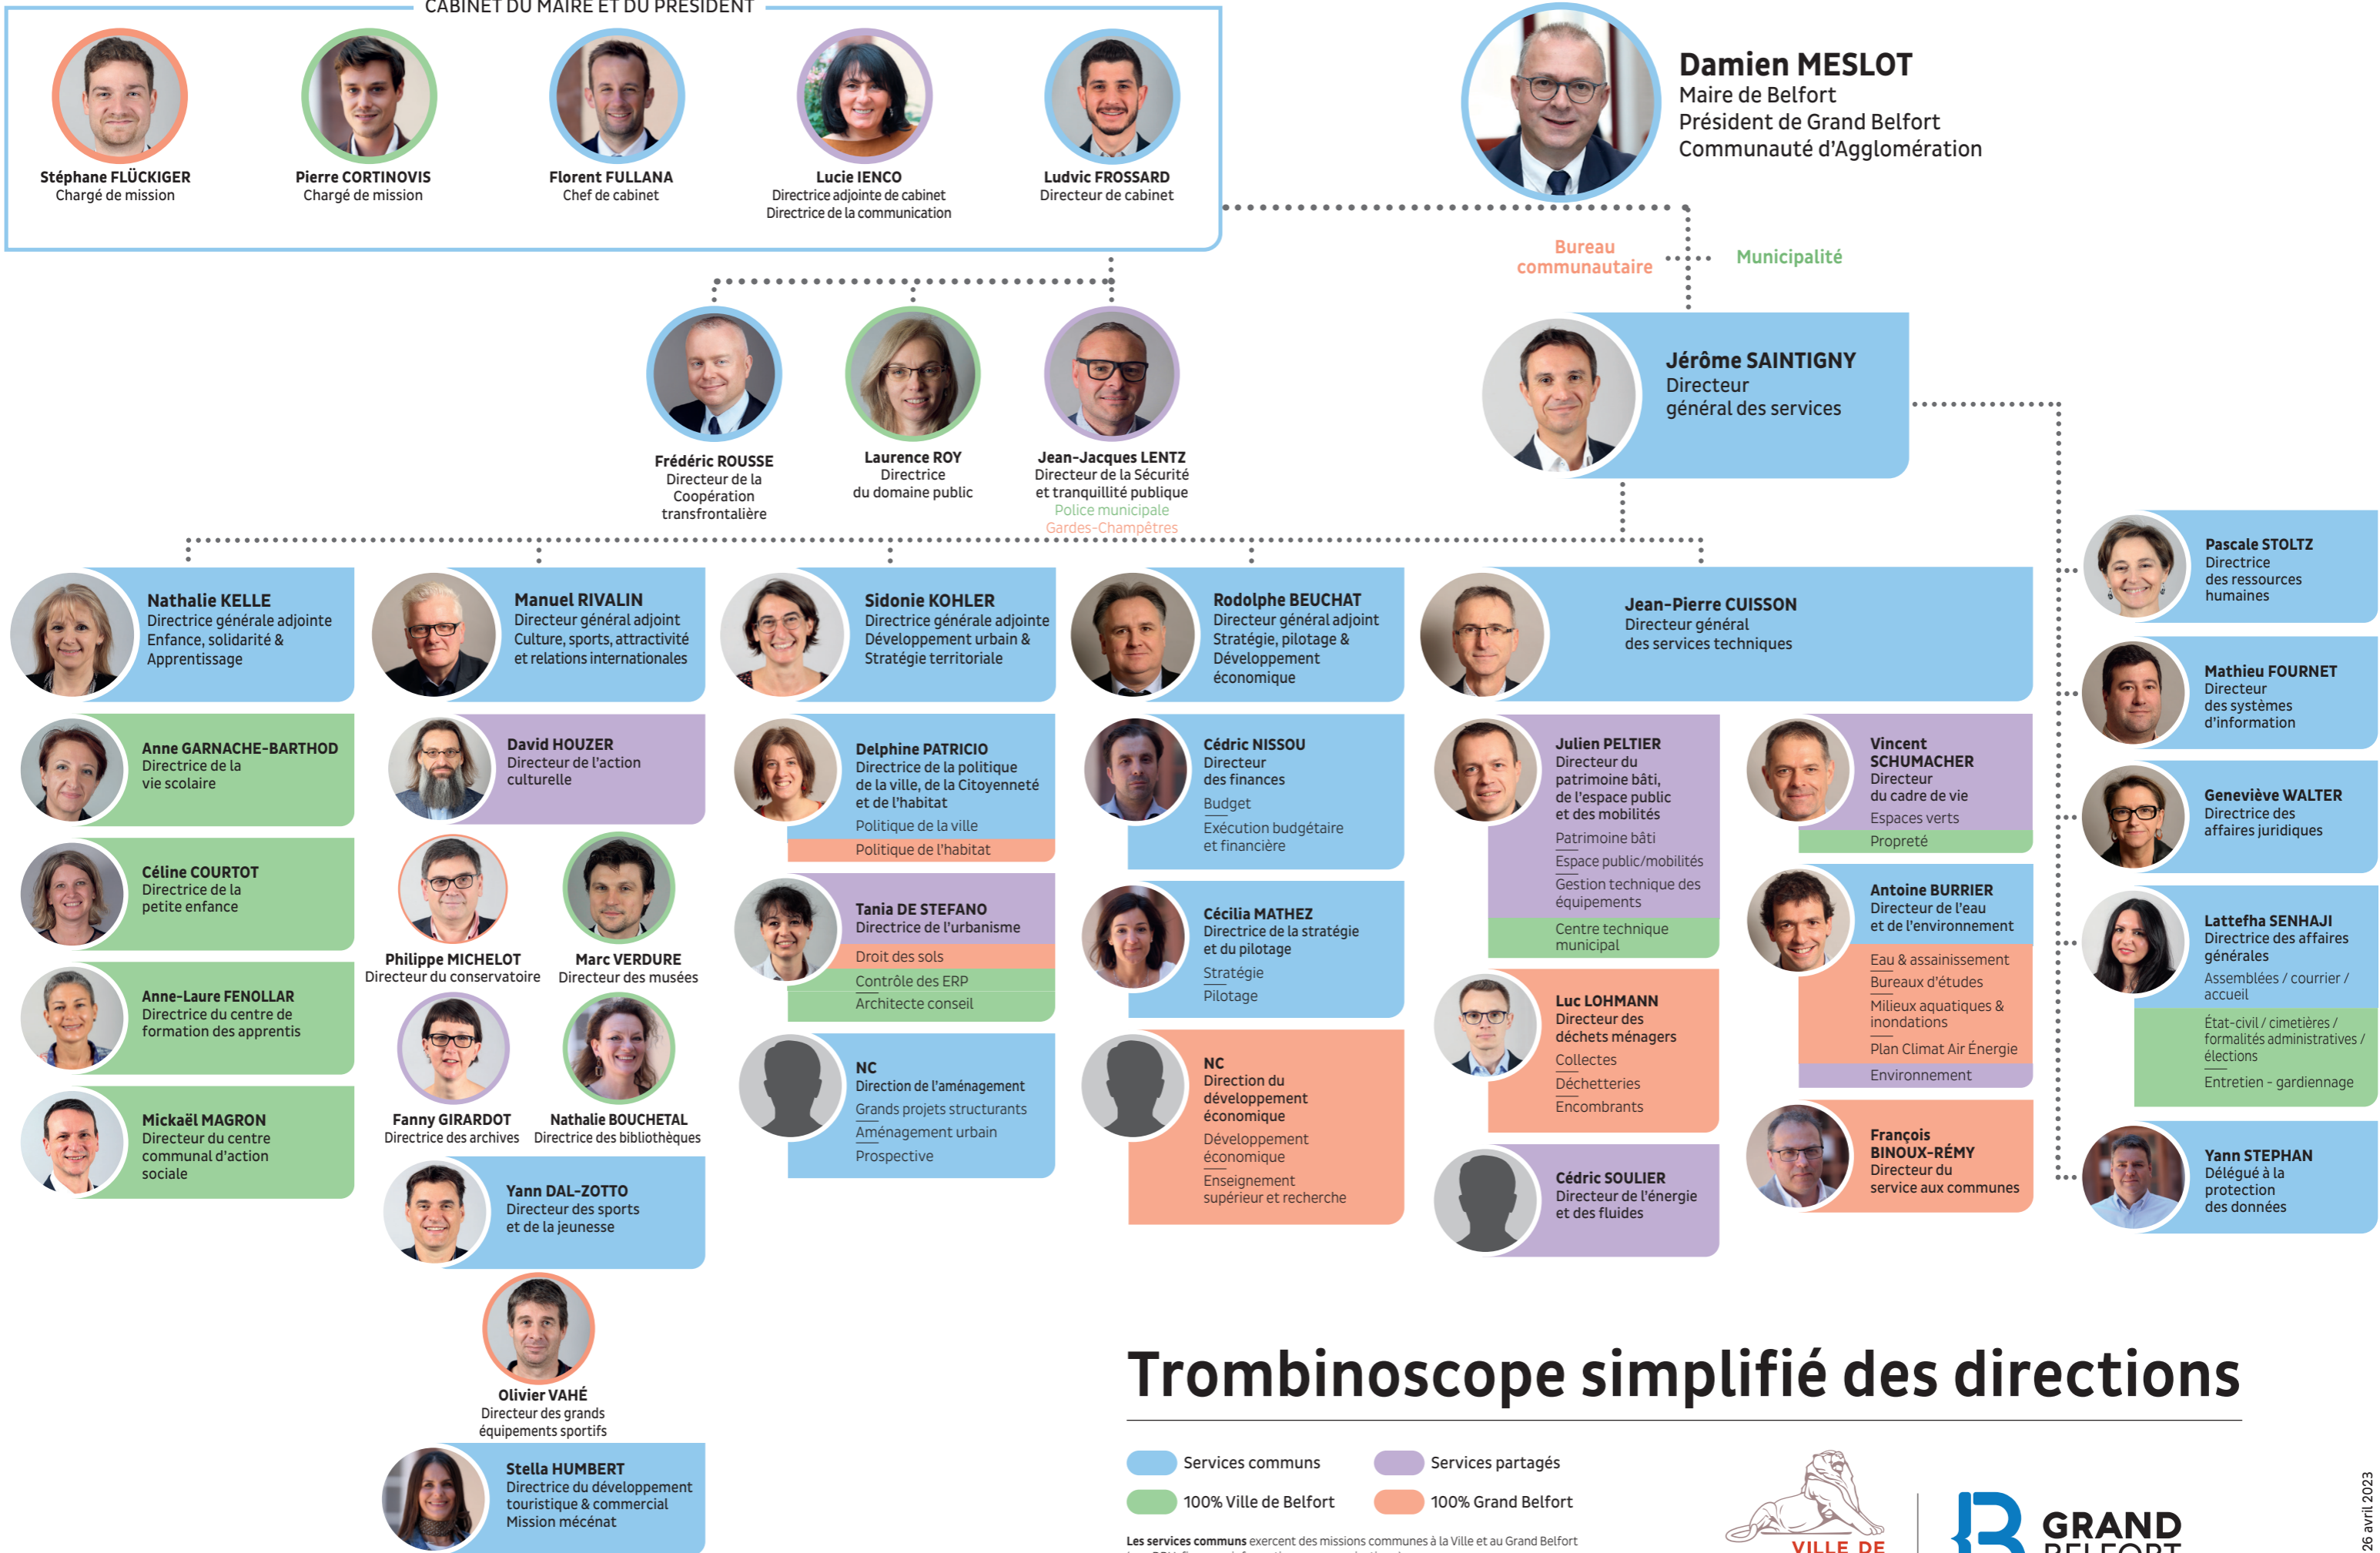 CABINET DU MAIRE ET DU PRÉSIDENT
Stéphane FLÜCKIGER
Chargé de mission
Pierre CORTINOVIS
Chargé de mission
Florent FULLANA
Chef de cabinet
Lucie IENCO
Directrice adjointe de cabinet
Directrice de la communication
Ludvic FROSSARD
Directeur de cabinet
Damien MESLOT
Maire de Belfort
Président de Grand Belfort
Communauté d'Agglomération
Bureau
communautaire
Municipalité
Frédéric ROUSSE
Directeur de la
Coopération
transfrontalière
Laurence ROY
Directrice
du domaine public
Jean-Jacques LENTZ
Directeur de la Sécurité
et tranquillité publique
Police municipale
Gardes-Champêtres
Jérôme SAINTIGNY
Directeur
général des services
Nathalie KELLE
Directrice générale adjointe
Enfance, solidarité &
Apprentissage
Anne GARNACHE-BARTHOD
Directrice de la
vie scolaire
Céline COURTOT
Directrice de la
petite enfance
Anne-Laure FENOLLAR
Directrice du centre de
formation des apprentis
Mickaël MAGRON
Directeur du centre
communal d'action
sociale
Manuel RIVALIN
Directeur général adjoint
Culture, sports, attractivité
et relations internationales
David HOUZER
Directeur de l'action
culturelle
Philippe MICHELOT
Directeur du conservatoire
Marc VERDURE
Directeur des musées
Fanny GIRARDOT
Directrice des archives
Nathalie BOUCHETAL
Directrice des bibliothèques
Yann DAL-ZOTTO
Directeur des sports
et de la jeunesse
Olivier VAHÉ
Directeur des grands
équipements sportifs
Stella HUMBERT
Directrice du développement
touristique & commercial
Mission mécénat
Sidonie KOHLER
Directrice générale adjointe
Développement urbain &
Stratégie territoriale
Delphine PATRICIO
Directrice de la politique
de la ville, de la Citoyenneté
et de l'habitat
Politique de la ville
Politique de l'habitat
Tania DE STEFANO
Directrice de l'urbanisme
Droit des sols
Contrôle des ERP
Architecte conseil
NC
Direction de l'aménagement
Grands projets structurants
Aménagement urbain
Prospective
Rodolphe BEUCHAT
Directeur général adjoint
Stratégie, pilotage &
Développement
économique
Cédric NISSOU
Directeur
des finances
Budget
Exécution budgétaire
et financière
Cécilia MATHEZ
Directrice de la stratégie
et du pilotage
Stratégie
Pilotage
NC
Direction du
développement
économique
Développement
économique
Enseignement
supérieur et recherche
Jean-Pierre CUISSON
Directeur général
des services techniques
Julien PELTIER
Directeur du
patrimoine bâti,
de l'espace public
et des mobilités
Patrimoine bâti
Espace public/mobilités
Gestion technique des
équipements
Centre technique
municipal
Luc LOHMANN
Directeur des
déchets ménagers
Collectes
Déchetteries
Encombrants
Cédric SOULIER
Directeur de l'énergie
et des fluides
Vincent
SCHUMACHER
Directeur
du cadre de vie
Espaces verts
Propreté
Antoine BURRIER
Directeur de l'eau
et de l'environnement
Eau & assainissement
Bureaux d'études
Milieux aquatiques &
inondations
Plan Climat Air Énergie
Environnement
François
BINOUX-RÉMY
Directeur du
service aux communes
Pascale STOLTZ
Directrice
des ressources
humaines
Mathieu FOURNET
Directeur
des systèmes
d'information
Geneviève WALTER
Directrice des
affaires juridiques
Lattefha SENHAJI
Directrice des affaires
générales
Assemblées / courrier /
accueil
État-civil / cimetières /
formalités administratives /
élections
Entretien - gardiennage
Yann STEPHAN
Délégué à la
protection
des données
Trombinoscope simplifié des directions
Services communs
Services partagés
100% Ville de Belfort
100% Grand Belfort
Les services communs exercent des missions communes à la Ville et au Grand Belfort
VILLE DE
GRAND
BELFORT
26 avril 2023